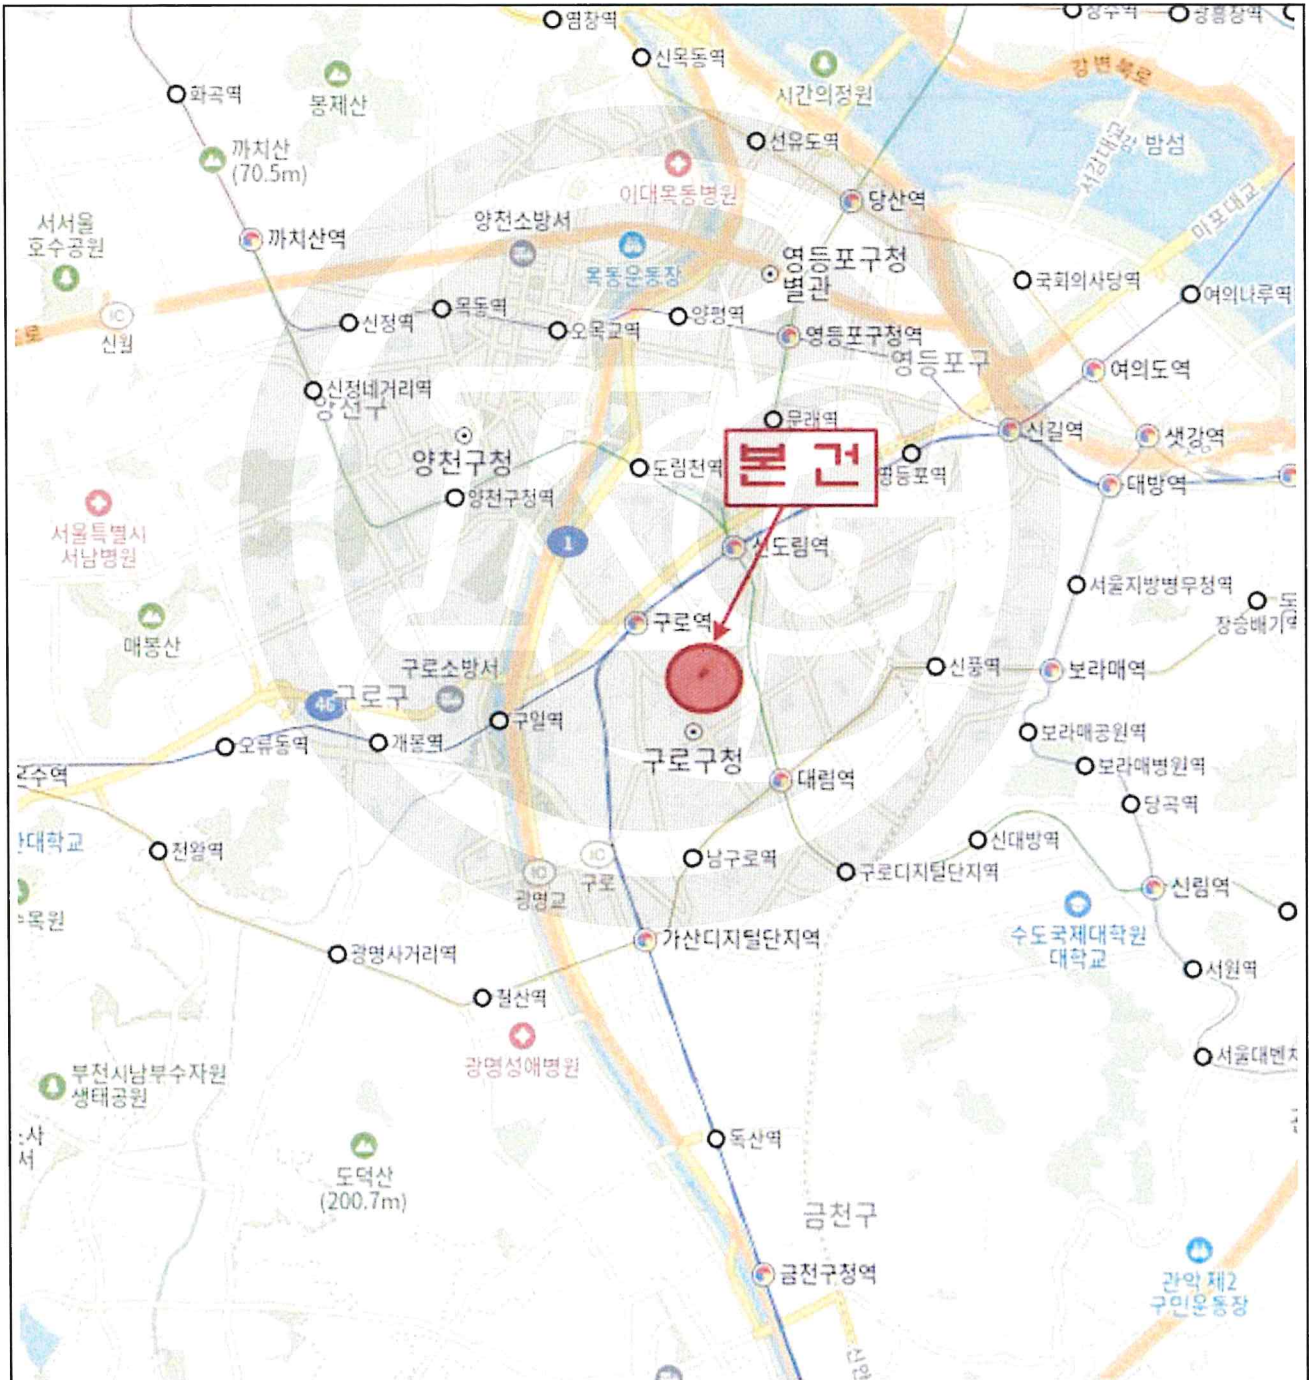 염창역
신목동역
강변북로
화곡역
봉제산
시간의정원
까치산
(70.5m)
선유도역
밤섬
서강대교
이대목동병원
당산역
서서울
호수공원
양천소방서
까치산역
목동운동장
영등포구청
별관
마포대교
국회의사당역
여의나루역
IC
신월
신정역
목동역
오목교역
양평역
영등포구청역
영등포구
여의도역
신정네거리역
문래역
신길역
샛강역
양천구청
양천구청역
도림천역
본 건
영등포역
대방역
서울특별시
서남병원
1
신도림역
서울지방병무청역
매봉산
구로역
장승배기역
구로소방서
신풍역
보라매역
46
구로구
구일역
오류동역
개봉역
구로구청
대림역
보라매공원역
보라매병원역
당곡역
천왕역
남구로역
신대방역
IC
구로
IC
광명교
구로디지털단지역
신림역
수도국제대학원
대학교
가산디지털단지역
광명사거리역
서원역
철산역
광명성애병원
서울대벤처
부천시남부수자원
생태공원
독산역
도덕산
(200.7m)
금천구
금천구청역
관악 제2
구민운동장